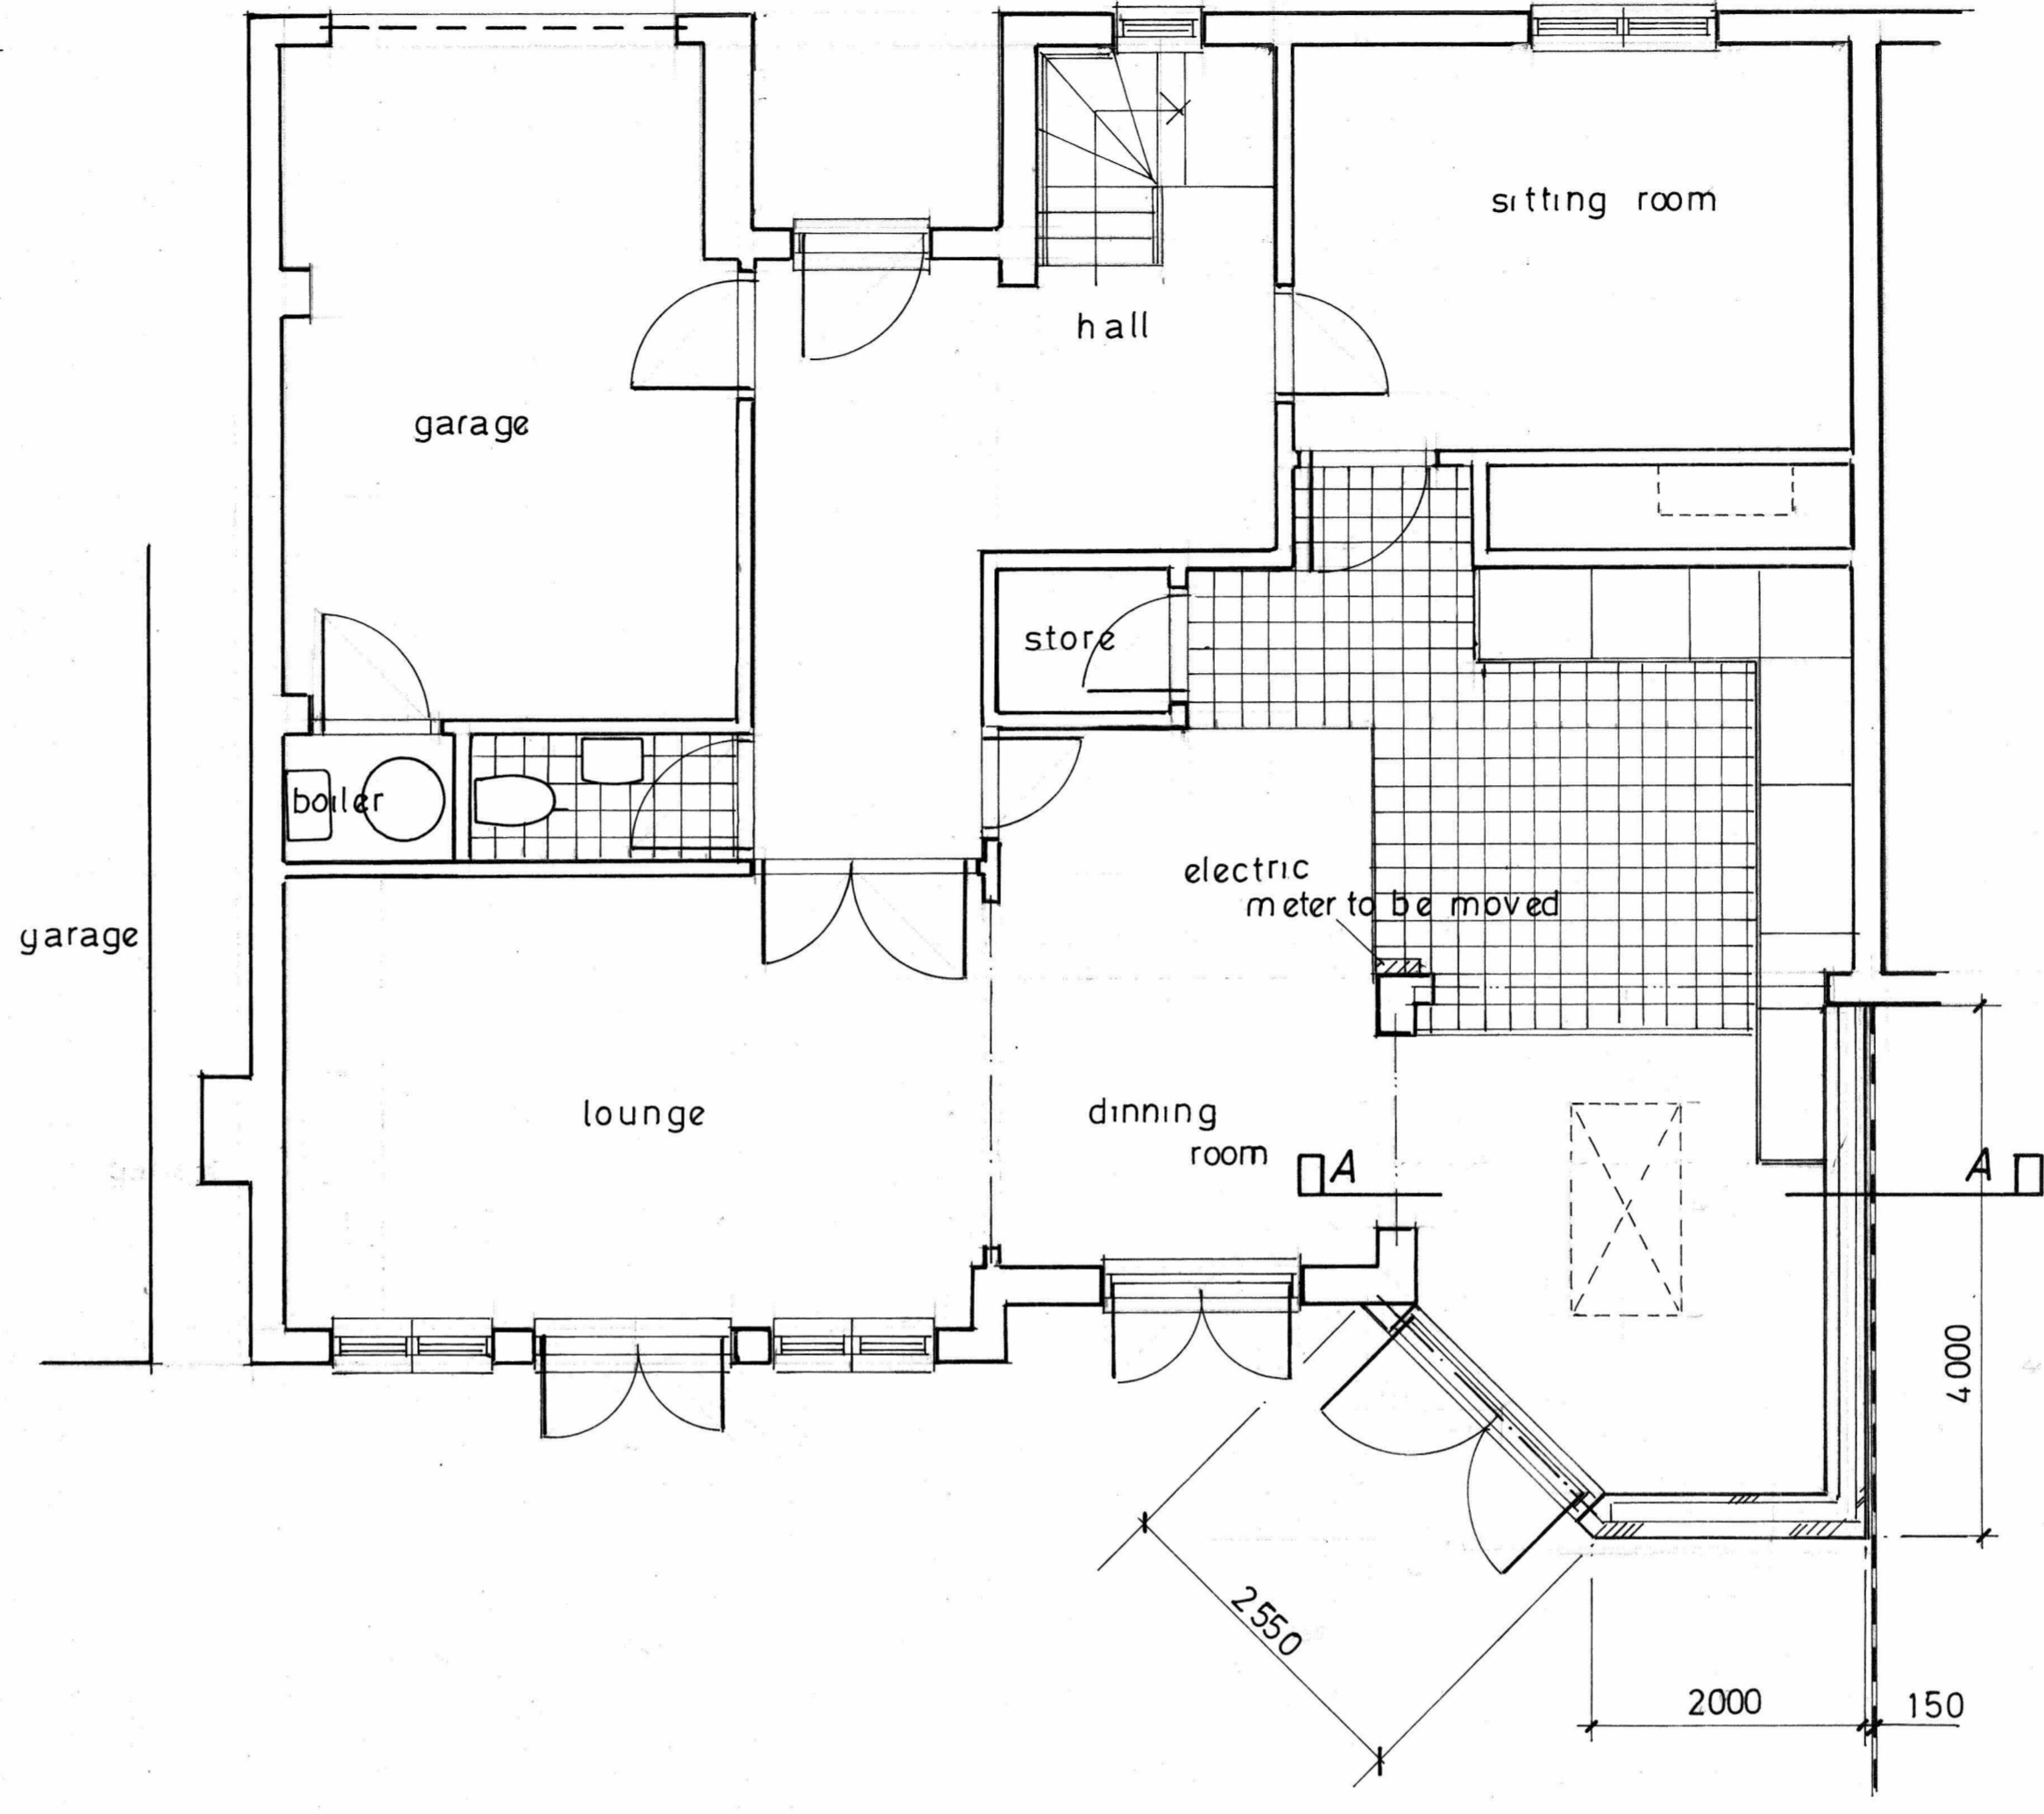 sitting room
hall
garage
store
boiler
electric
meter to be moved
garage
lounge
dinning
room
A
A
4000
2550
2000
150